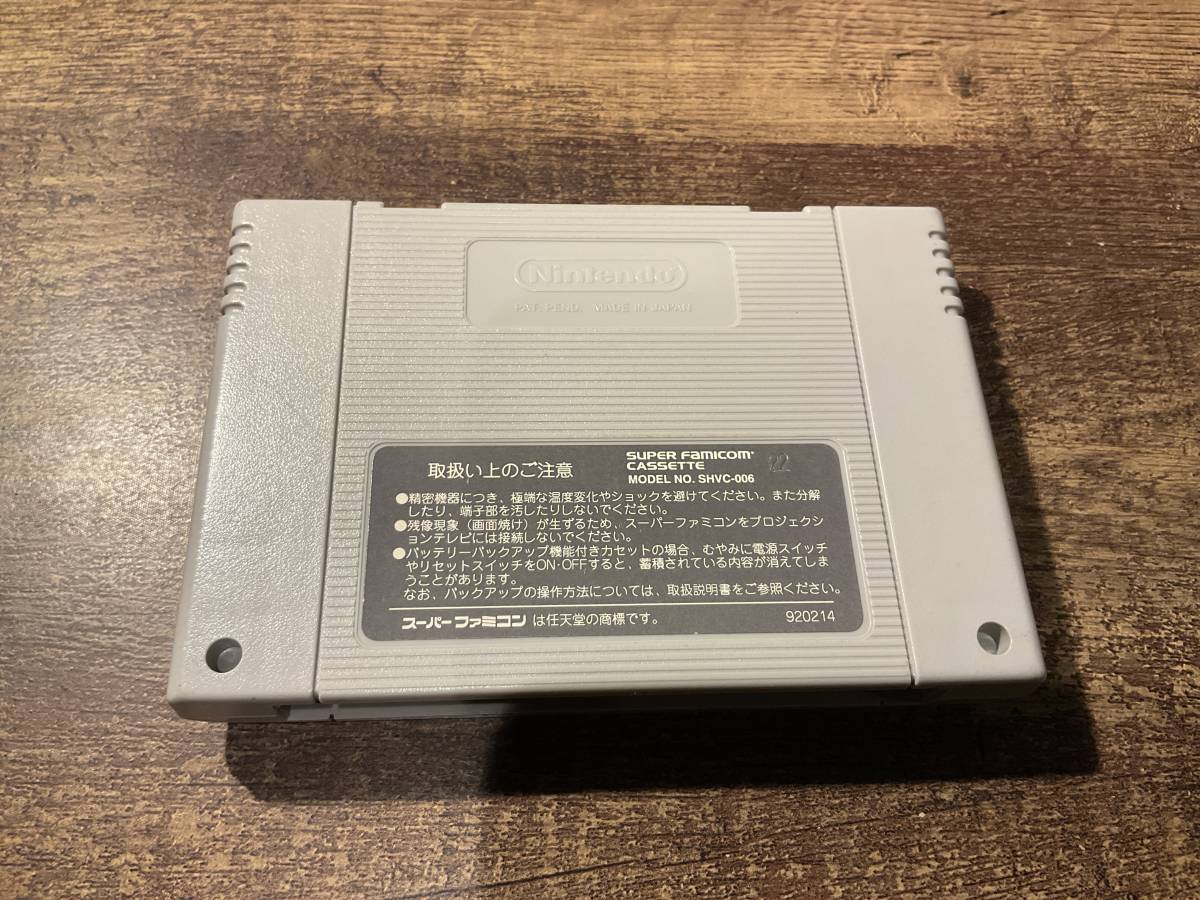 Nintendo
PAT. PEND. MADE IN JAPAN
取扱い上のご注意
SUPER FAMICOM
CASSETTE
MODEL NO. SHVC-006
22
●精密機器につき、極端な温度変化やショックを避けてください。また分解
したり、端子部を汚したりしないでください。
●残像現象(画面焼け)が生ずるため、スーパーファミコンをプロジェクシ
ョンテレビには接続しないでください。
●バッテリーバックアップ機能付きカセットの場合、むやみに電源スイッチ
やリセットスイッチをON·OFFすると、蓄積されている内容が消えてしま
うことがあります。
なお、バックアップの操作方法については、取扱説明書をご参照ください。
スーパーファミコン は任天堂の商標です。
920214